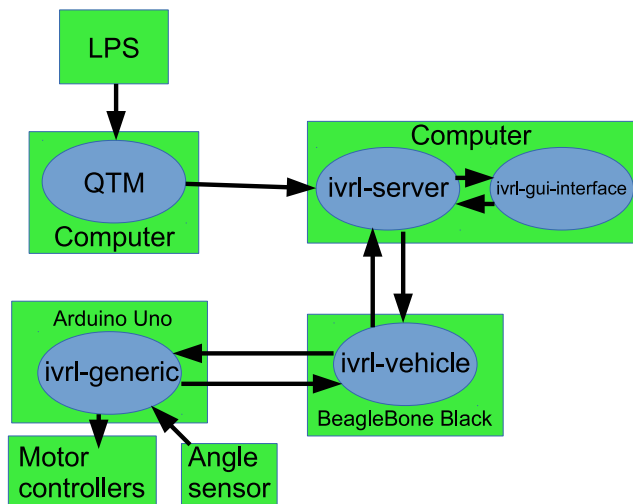 LPS
QTM
Computer
Computer
ivrl-server
ivrl-gui-interface
Arduino Uno
ivrl-generic
ivrl-vehicle
BeagleBone Black
Motor
controllers
Angle
sensor